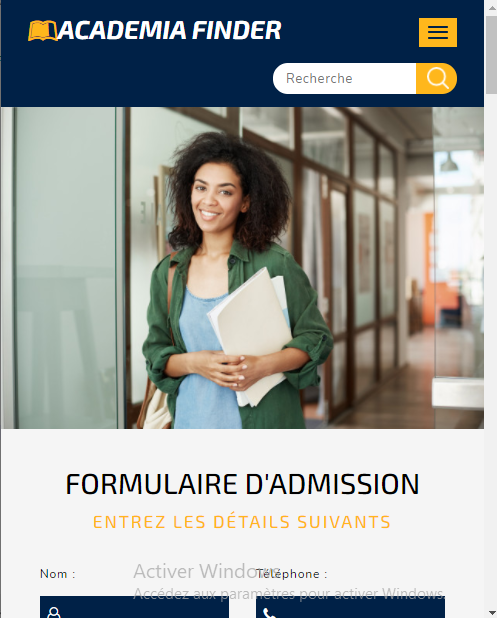 ACADEMIA FINDER
Recherche
FORMULAIRE D'ADMISSION
ENTREZ LES DÉTAILS SUIVANTS
Nom :
Téléphone :
Activer Windows
Accédez aux paramètres pour activer Windows.